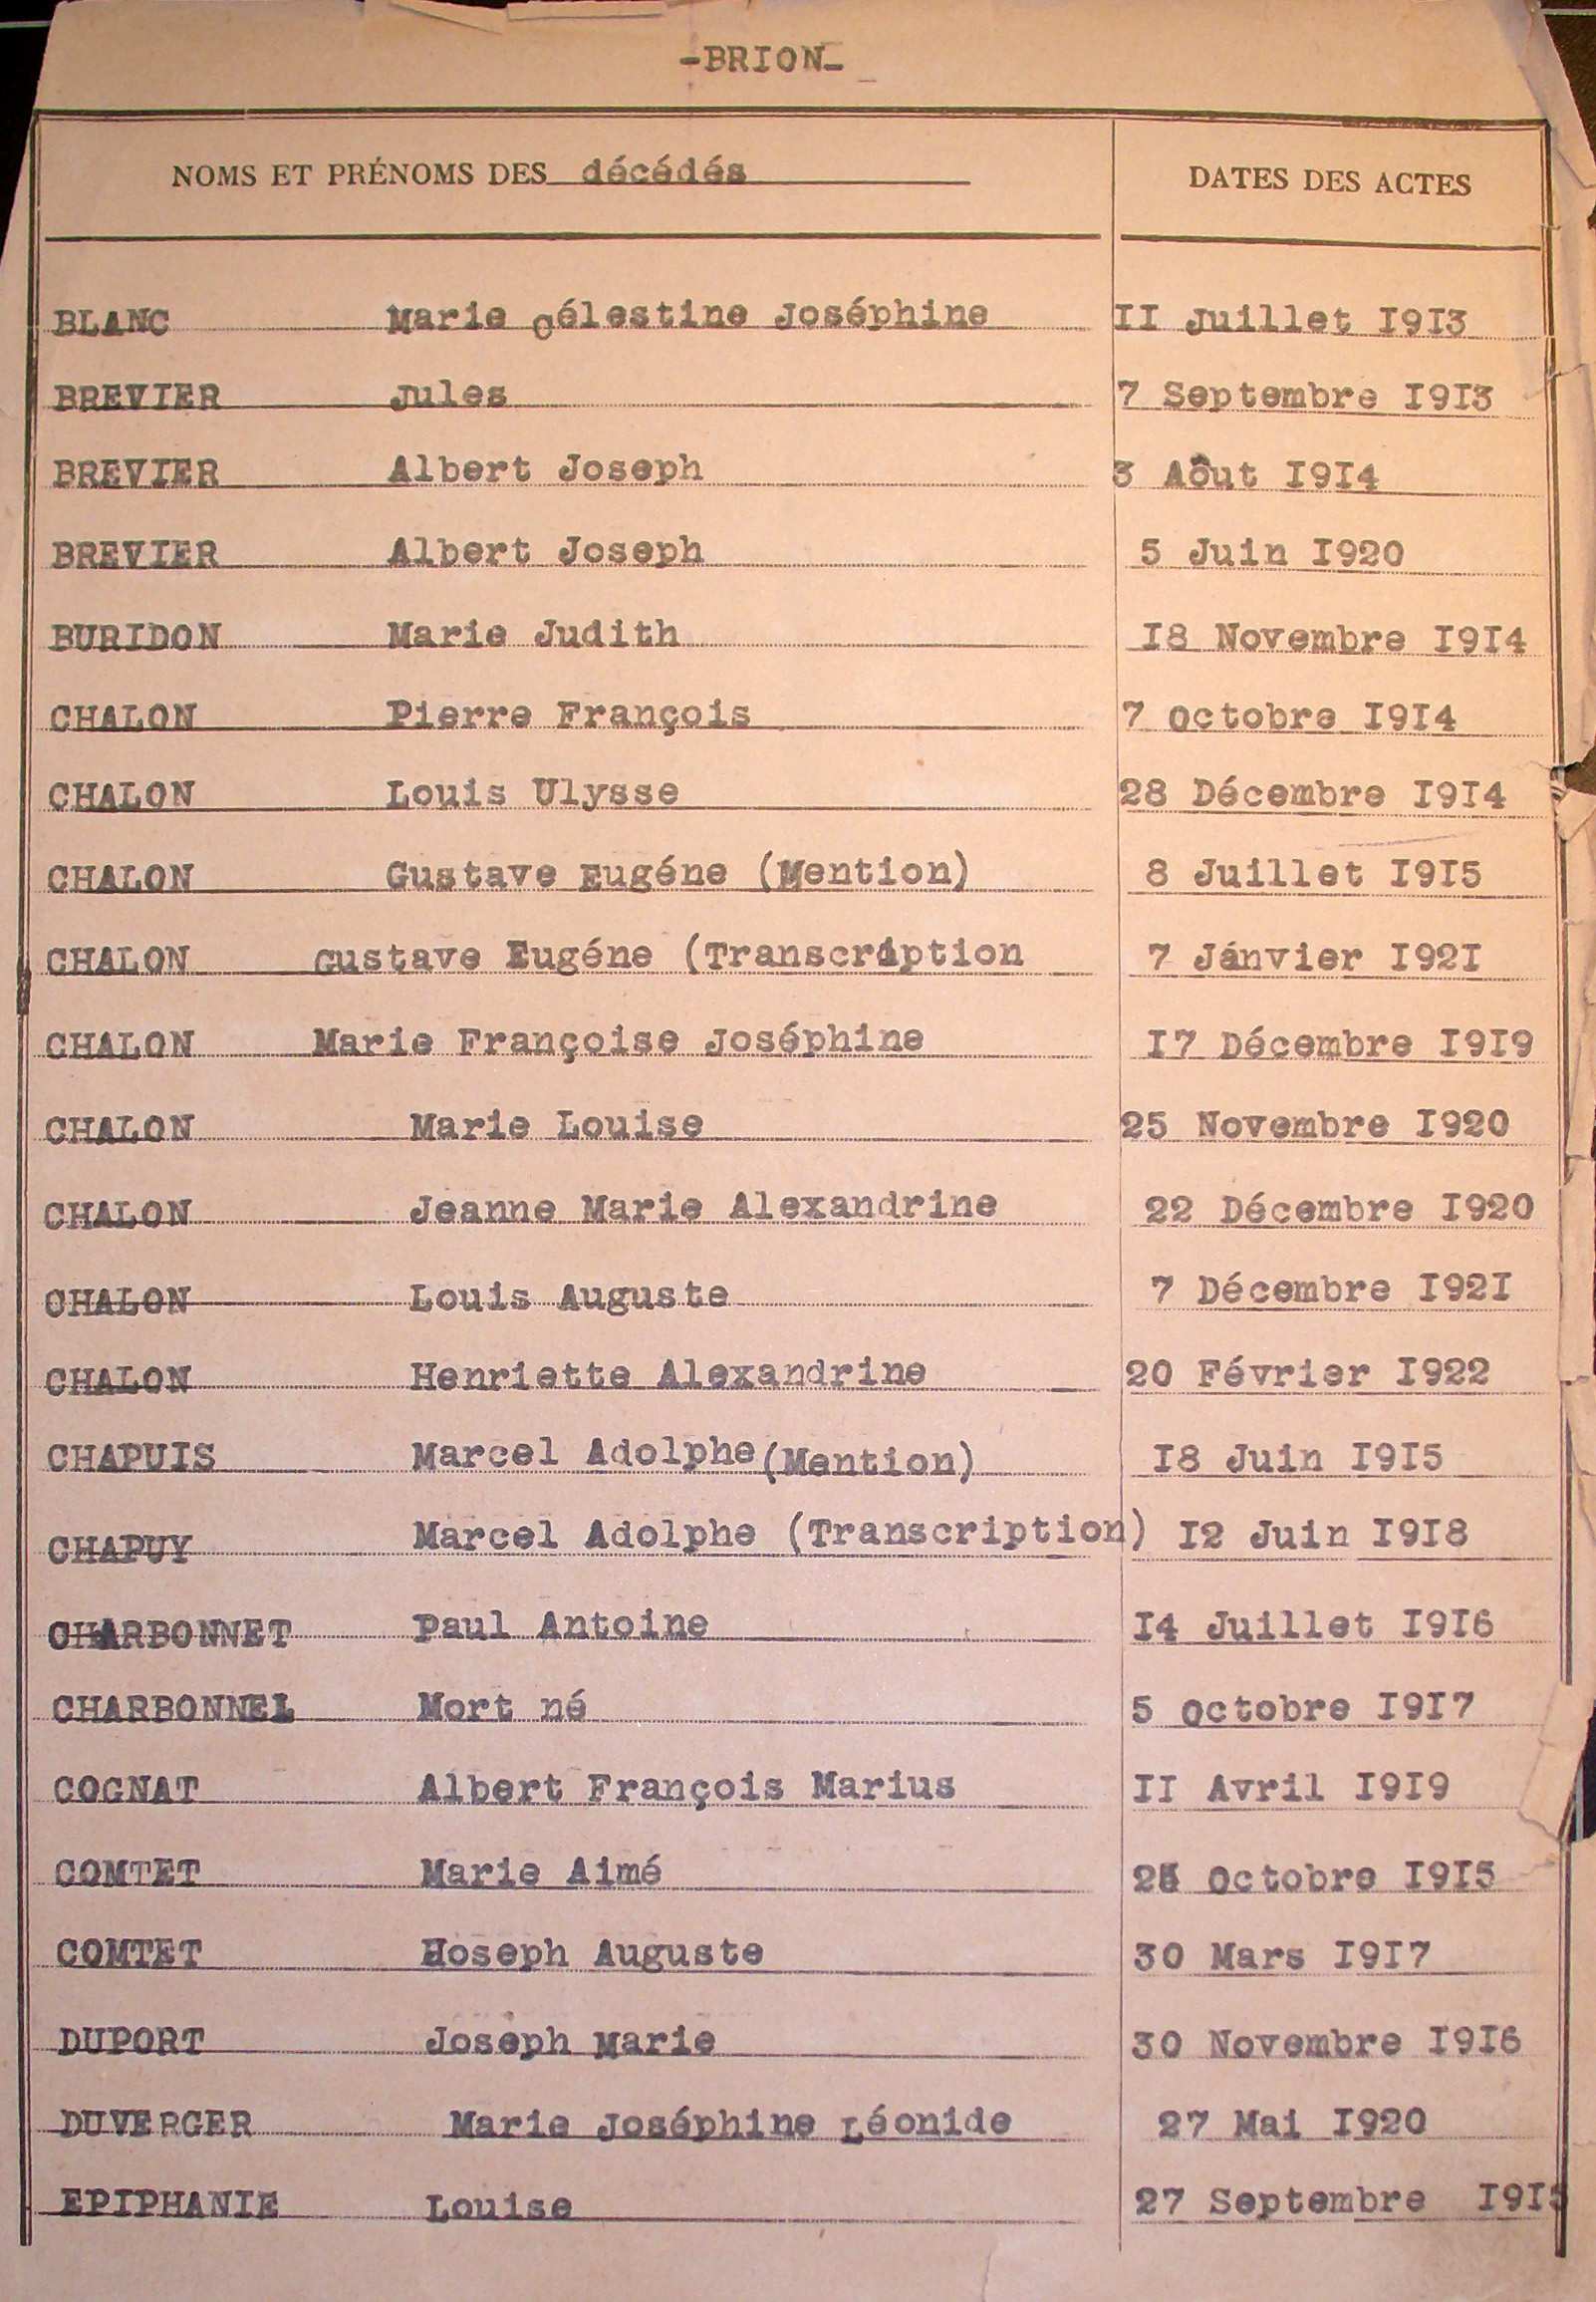 -BRION-
NOMS ET PRÉNOMS DES décédés DATES DES ACTES
BLANC Marie Célestine Joséphine II Juillet I9I3
BREVIER Jules 7 Septembre I9I3
BREVIER Albert Joseph 3 Aôut I9I4
BREVIER Albert Joseph 5 Juin I920
BURIDON Marie Judith I8 Novembre I9I4
CHALON Pierre François 7 Octobre I9I4
CHALON Louis Ulysse 28 Décembre I9I4
CHALON Gustave Eugéne (Mention) 8 Juillet I9I5
CHALON Gustave Eugéne (Transcription 7 Jánvier I92I
CHALON Marie Françoise Joséphine I7 Décembre I9I9
CHALON Marie Louise 25 Novembre I920
CHALON Jeanne Marie Alexandrine 22 Décembre I920
CHALON Louis Auguste 7 Décembre I92I
CHALON Henriette Alexandrine 20 Février I922
CHAPUIS Marcel Adolphe (Mention) I8 Juin I9I5
CHAPUY Marcel Adolphe (Transcription) I2 Juin I9I8
CHARBONNET Paul Antoine I4 Juillet I9I6
CHARBONNEL Mort né 5 Octobre I9I7
COGNAT Albert François Marius II Avril I9I9
COMTET Marie Aimé Octobre I9I5
COMTET Hoseph Auguste 30 Mars I9I7
DUPORT Joseph Marie 30 Novembre I9I6
DUVERGER Marie Joséphine Léonide 27 Mai I920
EPIPHANIE Louise 27 Septembre